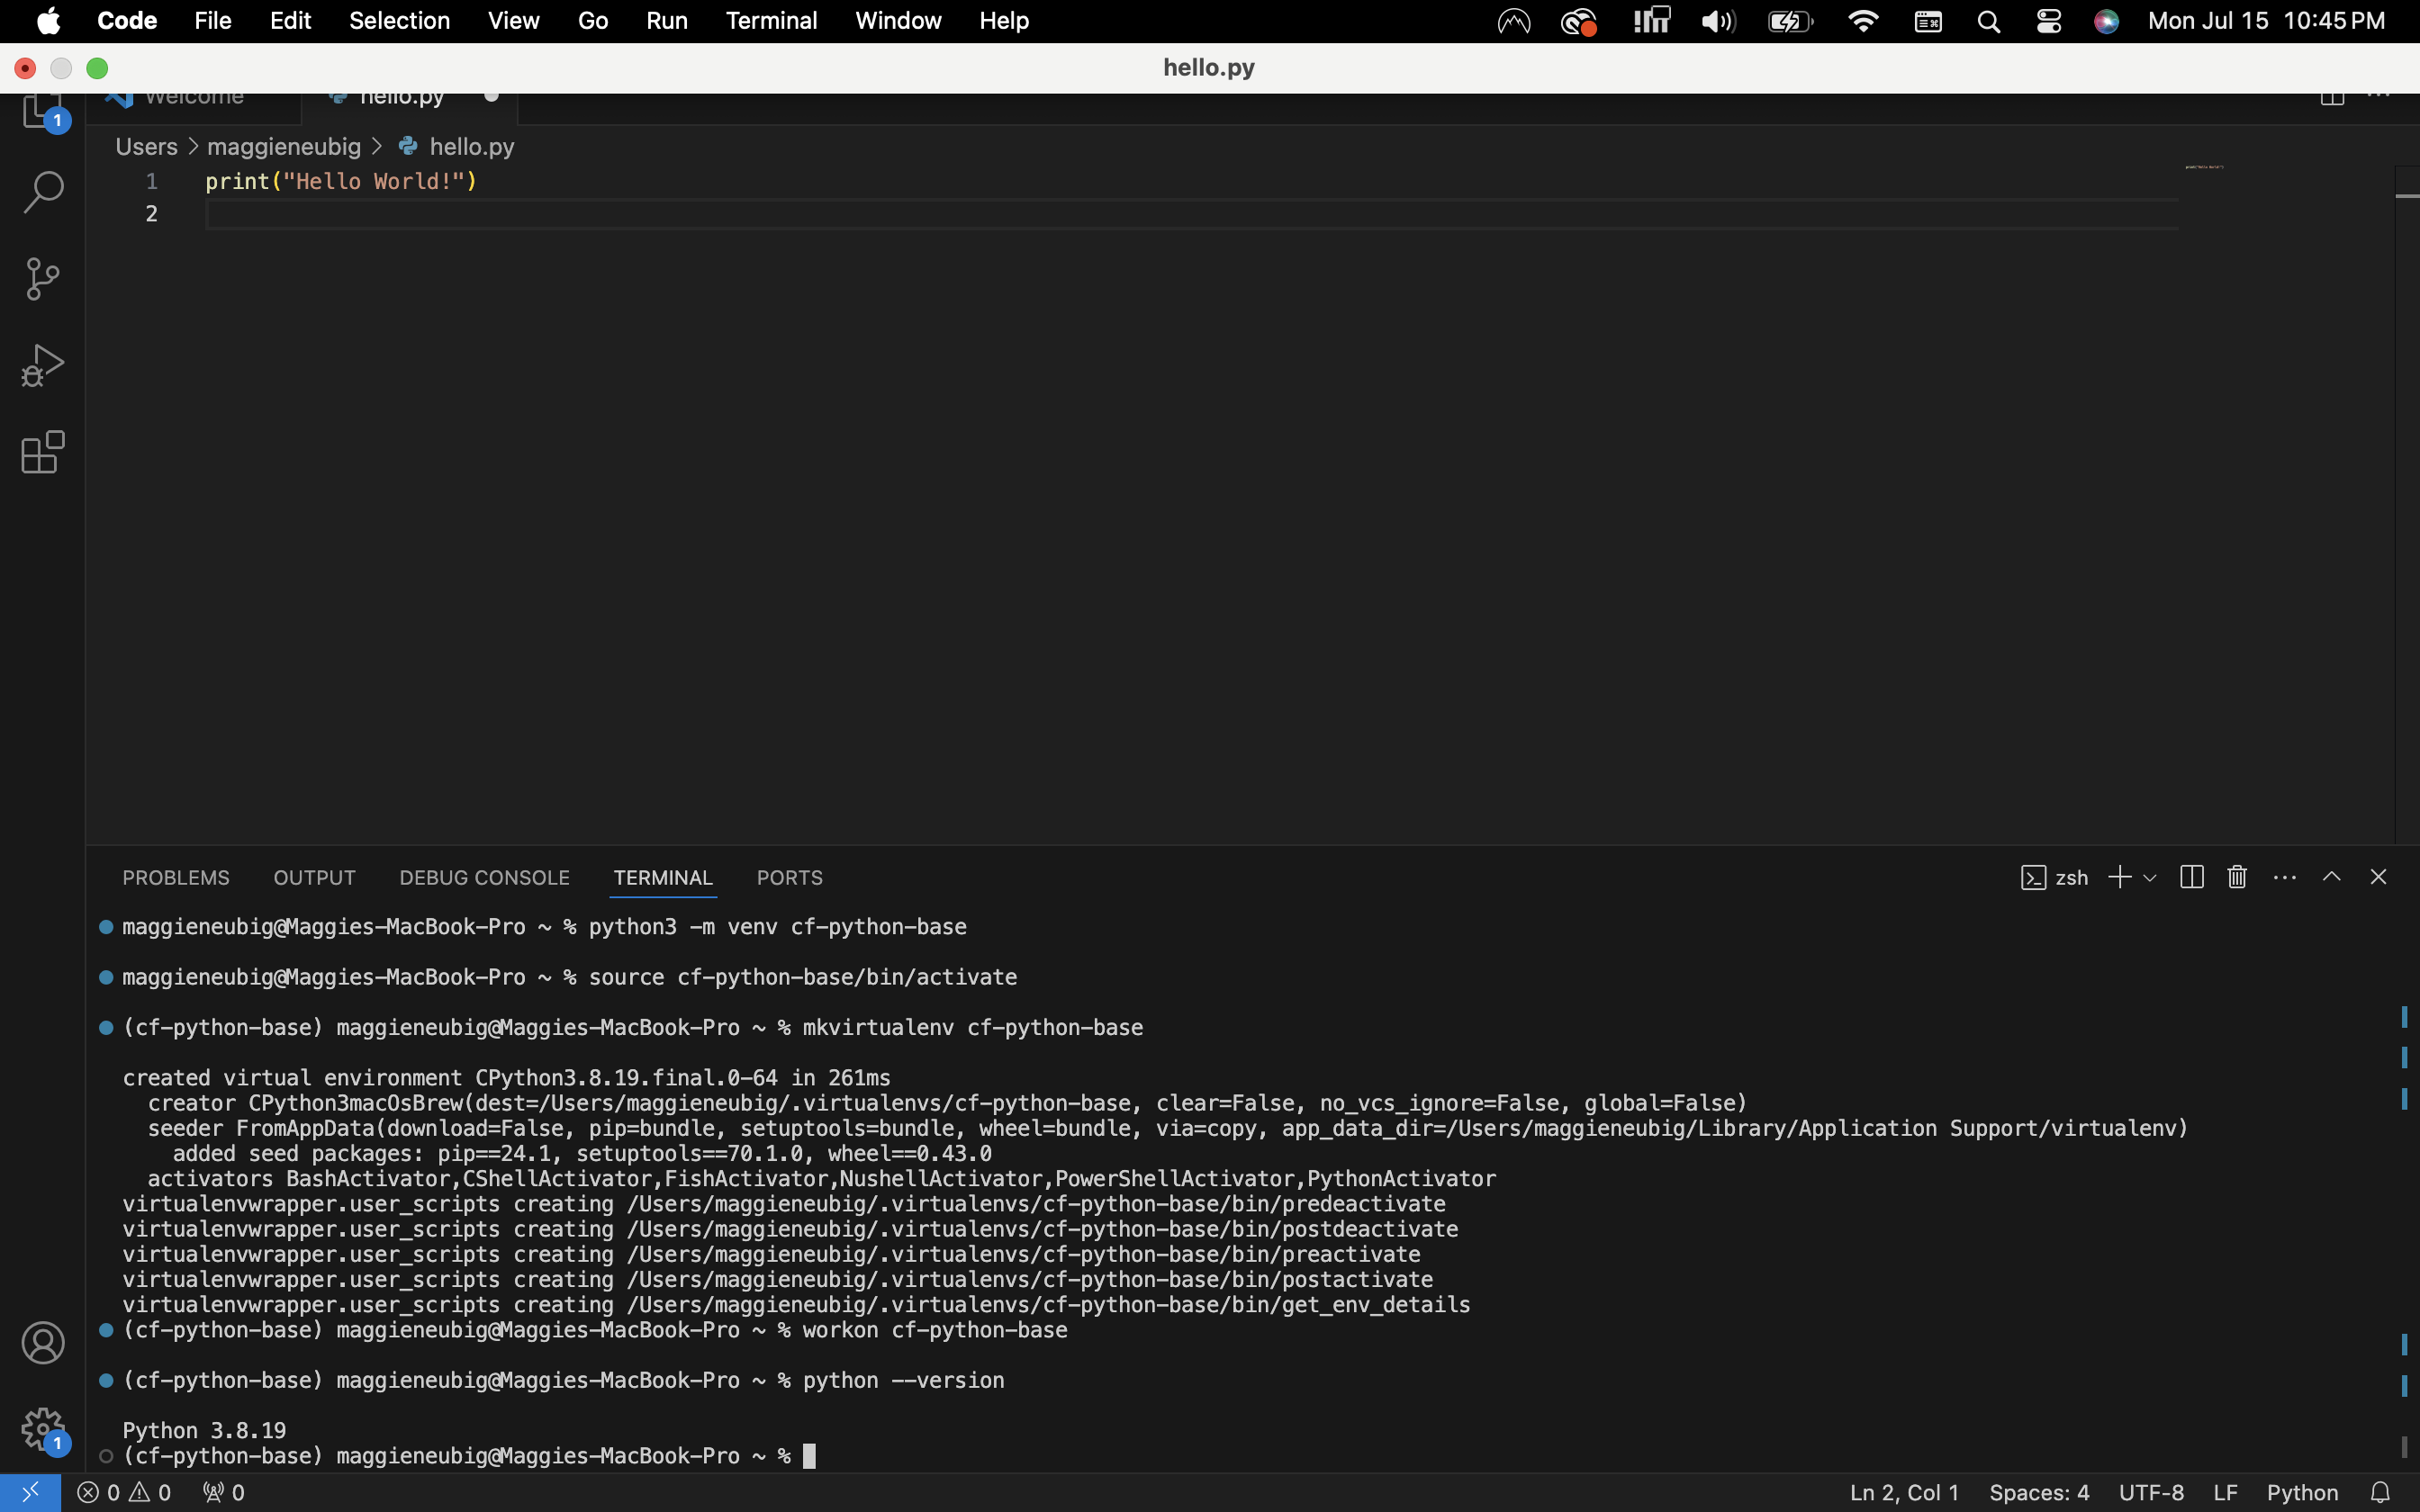 Code File Edit Selection View Go Run Terminal Window Help Mon Jul 15 10:45 PM
hello.py
Welcome hello.py
1
Users > maggieneubig > hello.py
1 print("Hello World!")
2
PROBLEMS OUTPUT DEBUG CONSOLE TERMINAL PORTS zsh
maggieneubig@Maggies-MacBook-Pro ~ % python3 -m venv cf-python-base
maggieneubig@Maggies-MacBook-Pro ~ % source cf-python-base/bin/activate
(cf-python-base) maggieneubig@Maggies-MacBook-Pro ~ % mkvirtualenv cf-python-base
created virtual environment CPython3.8.19.final.0-64 in 261ms
creator CPython3macOsBrew(dest=/Users/maggieneubig/.virtualenvs/cf-python-base, clear=False, no_vcs_ignore=False, global=False)
seeder FromAppData(download=False, pip=bundle, setuptools=bundle, wheel=bundle, via=copy, app_data_dir=/Users/maggieneubig/Library/Application Support/virtualenv)
added seed packages: pip==24.1, setuptools==70.1.0, wheel==0.43.0
activators BashActivator,CShellActivator,FishActivator,NushellActivator,PowerShellActivator,PythonActivator
virtualenvwrapper.user_scripts creating /Users/maggieneubig/.virtualenvs/cf-python-base/bin/predeactivate
virtualenvwrapper.user_scripts creating /Users/maggieneubig/.virtualenvs/cf-python-base/bin/postdeactivate
virtualenvwrapper.user_scripts creating /Users/maggieneubig/.virtualenvs/cf-python-base/bin/preactivate
virtualenvwrapper.user_scripts creating /Users/maggieneubig/.virtualenvs/cf-python-base/bin/postactivate
virtualenvwrapper.user_scripts creating /Users/maggieneubig/.virtualenvs/cf-python-base/bin/get_env_details
(cf-python-base) maggieneubig@Maggies-MacBook-Pro ~ % workon cf-python-base
(cf-python-base) maggieneubig@Maggies-MacBook-Pro ~ % python --version
Python 3.8.19
(cf-python-base) maggieneubig@Maggies-MacBook-Pro ~ %
1
0 0 0 Ln 2, Col 1 Spaces: 4 UTF-8 LF Python